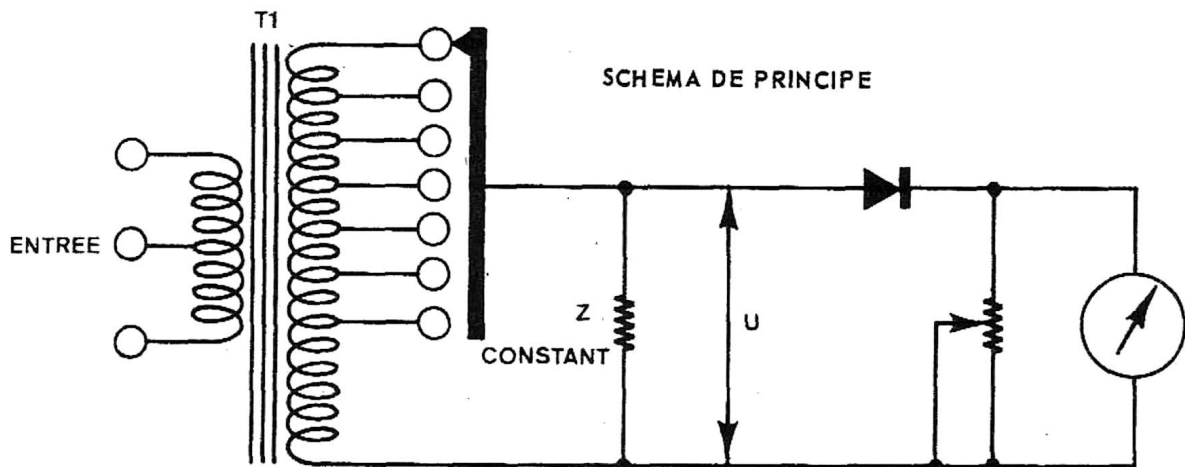 T1
SCHEMA DE PRINCIPE
ENTREE
Z
CONSTANT
U